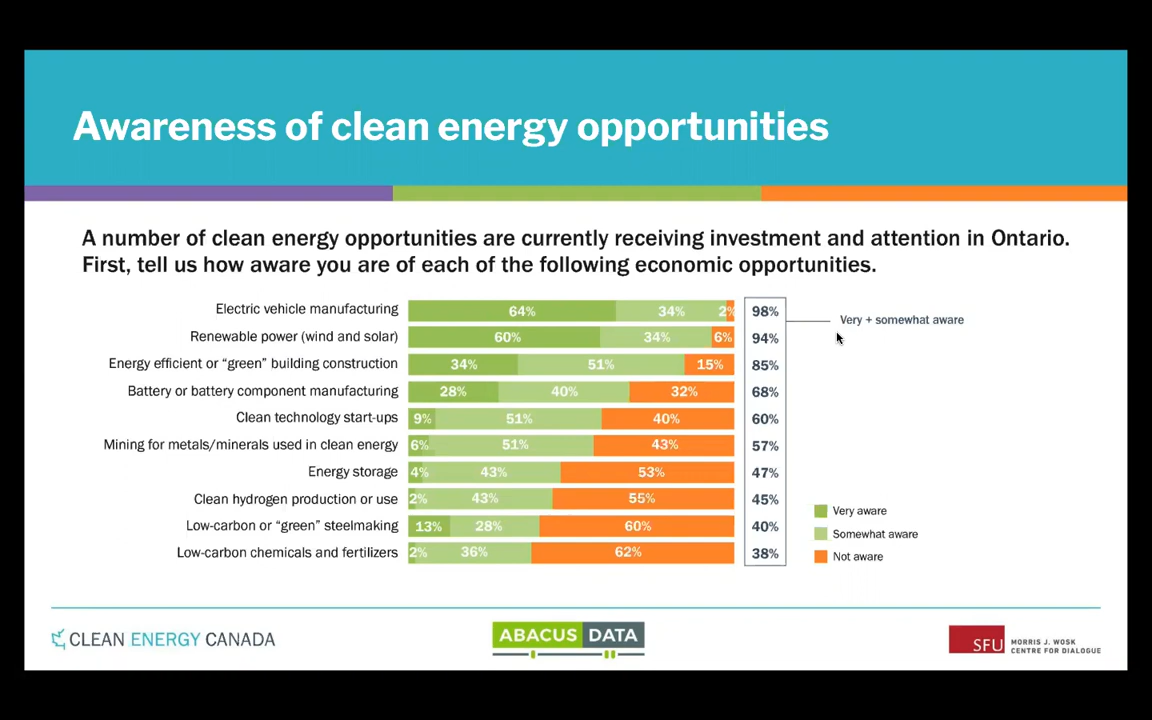 Awareness of clean energy opportunities
A number of clean energy opportunities are currently receiving investment and attention in Ontario.
First, tell us how aware you are of each of the following economic opportunities.
Electric vehicle manufacturing 64% 34% 2% 98%
Very + somewhat aware
Renewable power (wind and solar) 60% 34% 6% 94%
Energy efficient or “green” building construction 34% 51% 15% 85%
Battery or battery component manufacturing 28% 40% 32% 68%
Clean technology start-ups 9% 51% 40% 60%
Mining for metals/minerals used in clean energy 6% 51% 43% 57%
Energy storage 4% 43% 53% 47%
Clean hydrogen production or use 2% 43% 55% 45%
Low-carbon or “green” steelmaking 13% 28% 60% 40%
Low-carbon chemicals and fertilizers 2% 36% 62% 38%
Very aware
Somewhat aware
Not aware
CLEAN ENERGY CANADA
ABACUS DATA
SFU
MORRIS J. WOSK
CENTRE FOR DIALOGUE